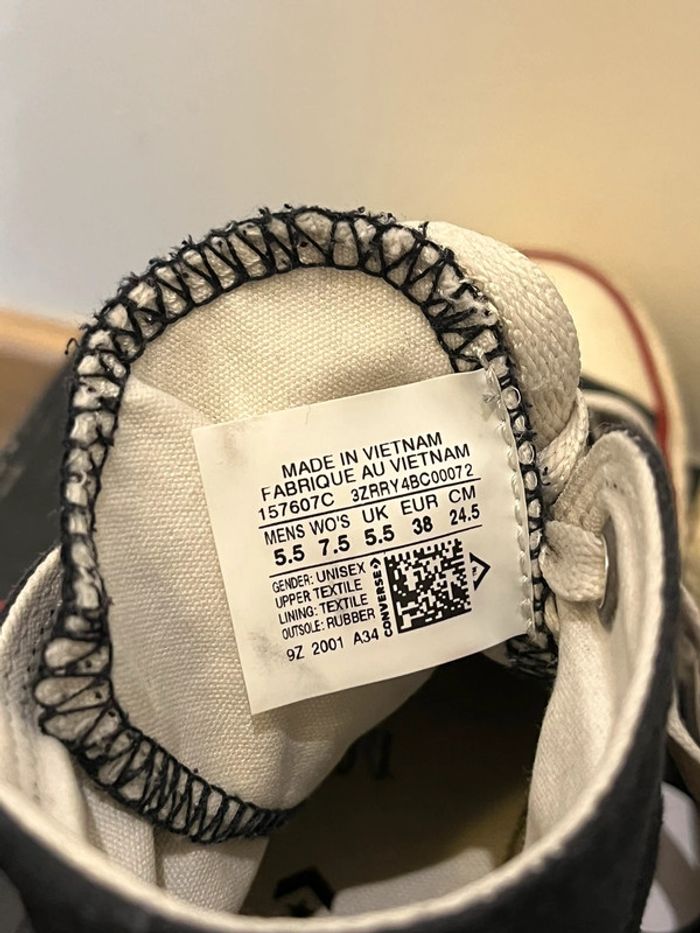 MADE IN VIETNAM
FABRIQUE AU VIETNAM
157607C 3ZRRY4BC00072
MENS WO'S UK EUR CM
5.5 7.5 5.5 38 24.5
GENDER: UNISEX
UPPER TEXTILE
LINING: TEXTILE
OUTSOLE: RUBBER
CONVERSE
9Z 2001 A34